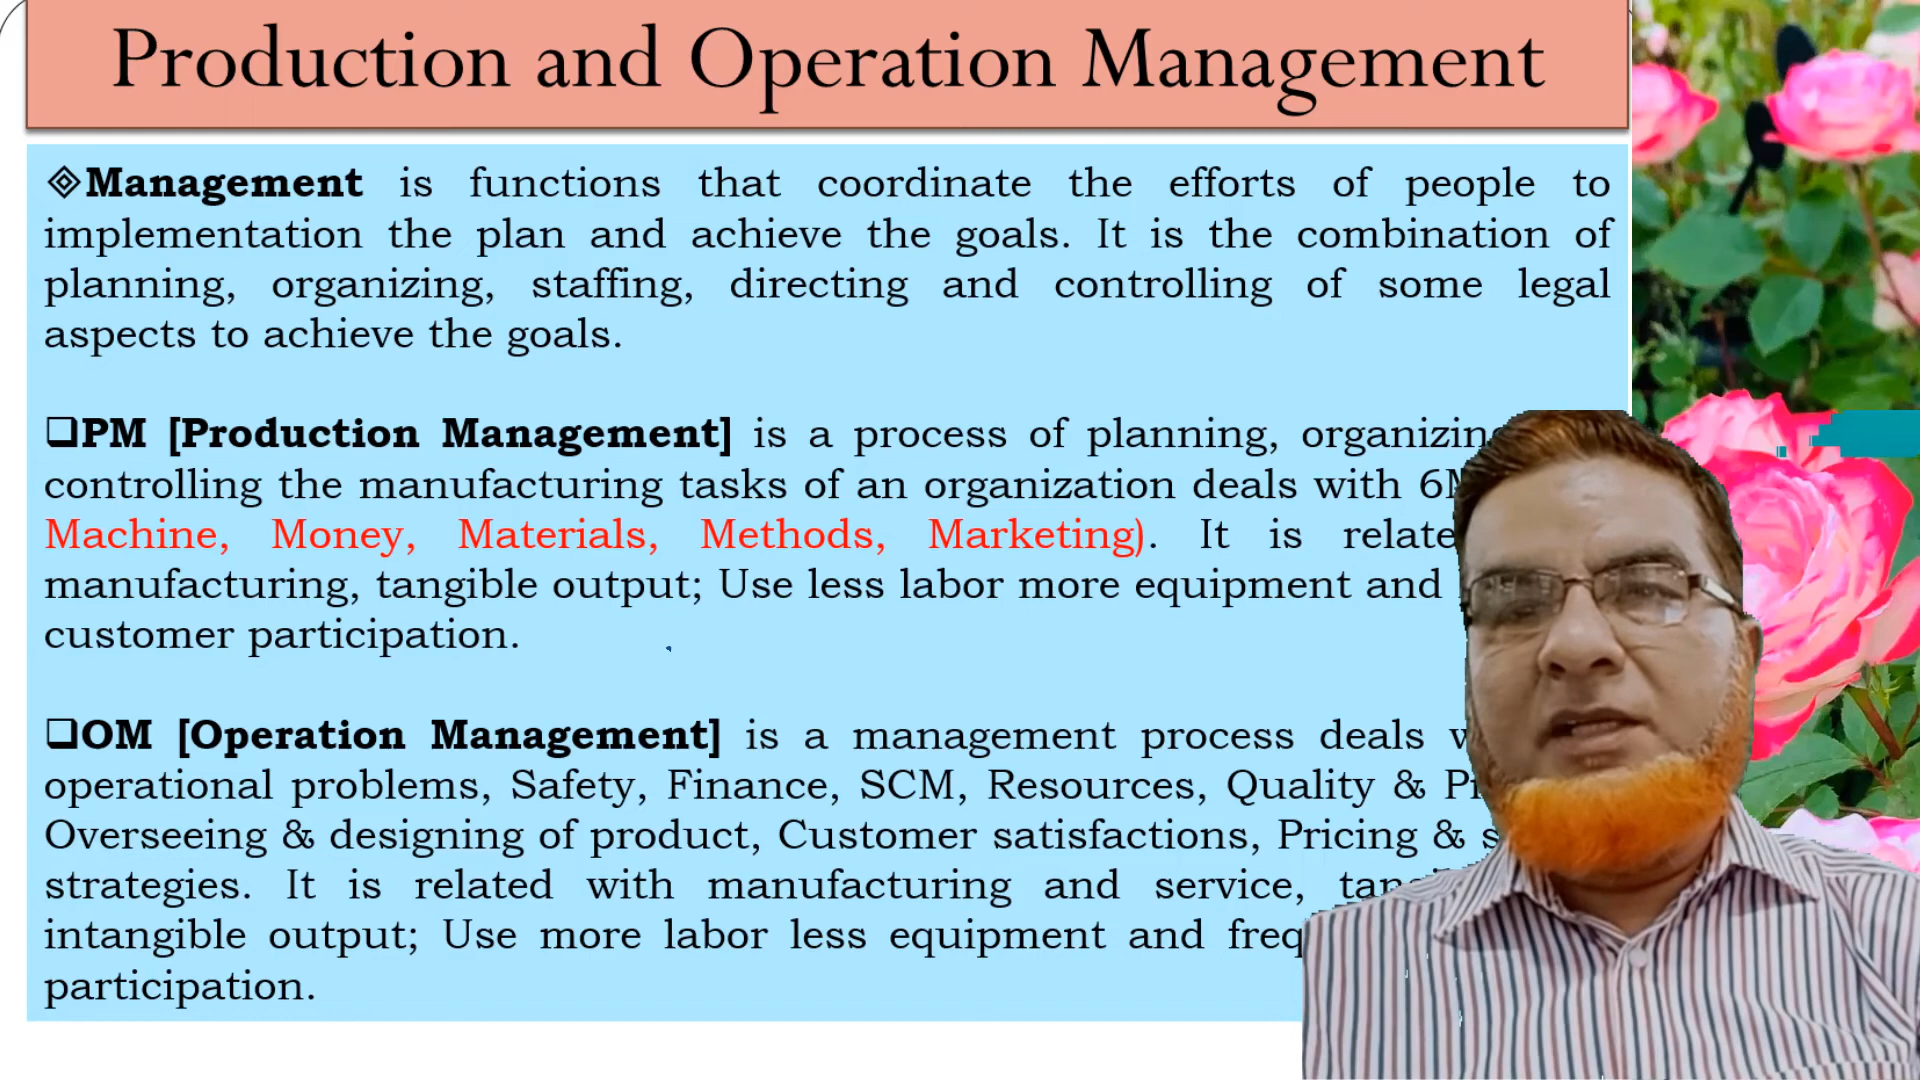 Production and Operation Management
Management is functions that coordinate the efforts of people to
implementation the plan and achieve the goals. It is the combination of
planning, organizing, staffing, directing and controlling of some legal
aspects to achieve the goals.
PM [Production Management] is a process of planning,
controlling the manufacturing tasks of an organization deals with
Machine, Money, Materials, Methods, Marketing). It is
manufacturing, tangible output; Use less labor more equipment and
customer participation.
OM [Operation Management] is a management process deals
operational problems, Safety, Finance, SCM, Resources, Quality &
Overseeing & designing of product, Customer satisfactions, Pricing &
strategies. It is related with manufacturing and service,
intangible output; Use more labor less equipment and
participation.